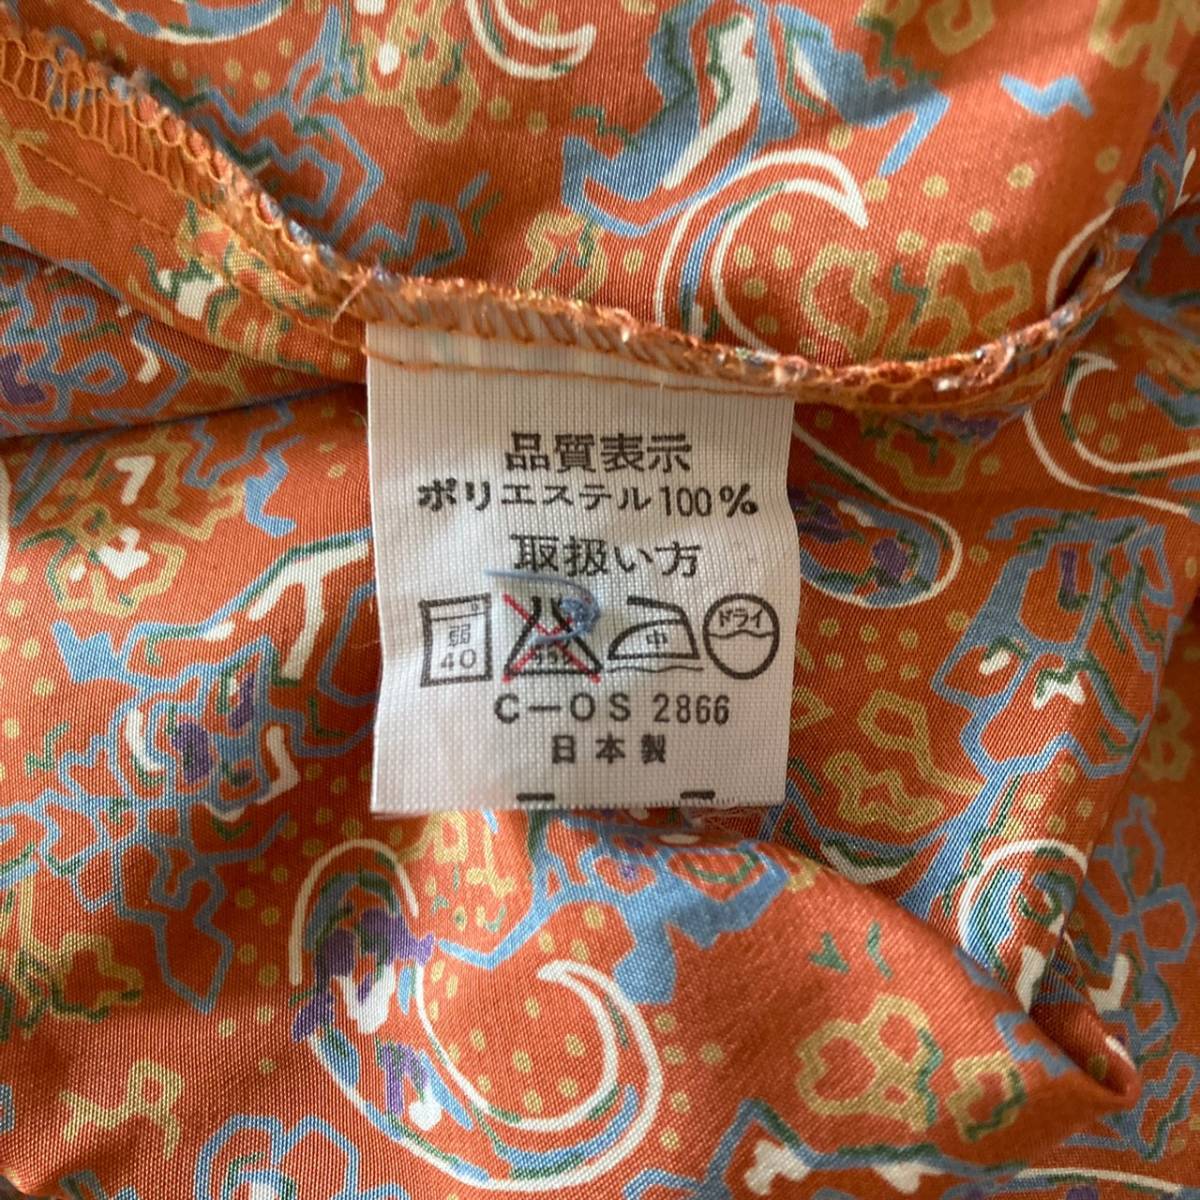 品質表示
ポリエステル100%
取扱い方
弱 40 中 ドライ
C-OS 2866
日本製